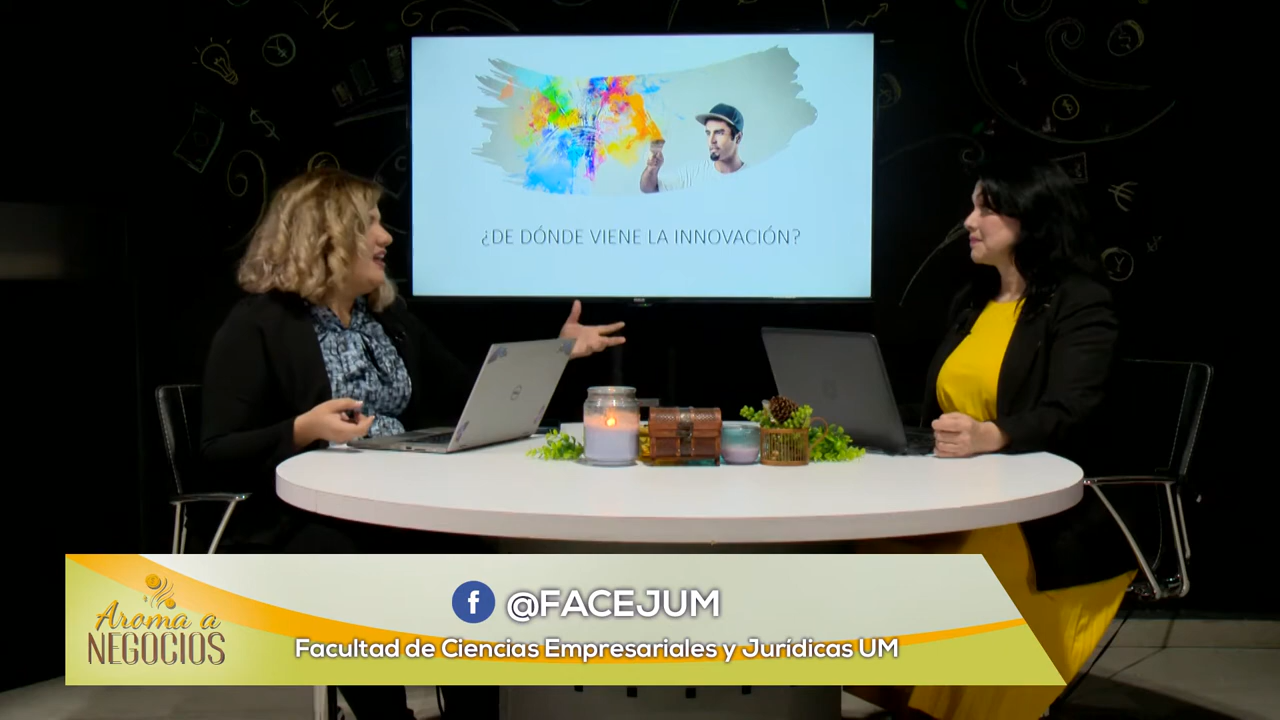 ¿DE DÓNDE VIENE LA INNOVACIÓN?
@FACEJUM
Facultad de Ciencias Empresariales y Jurídicas UM
Aroma a
NEGOCIOS